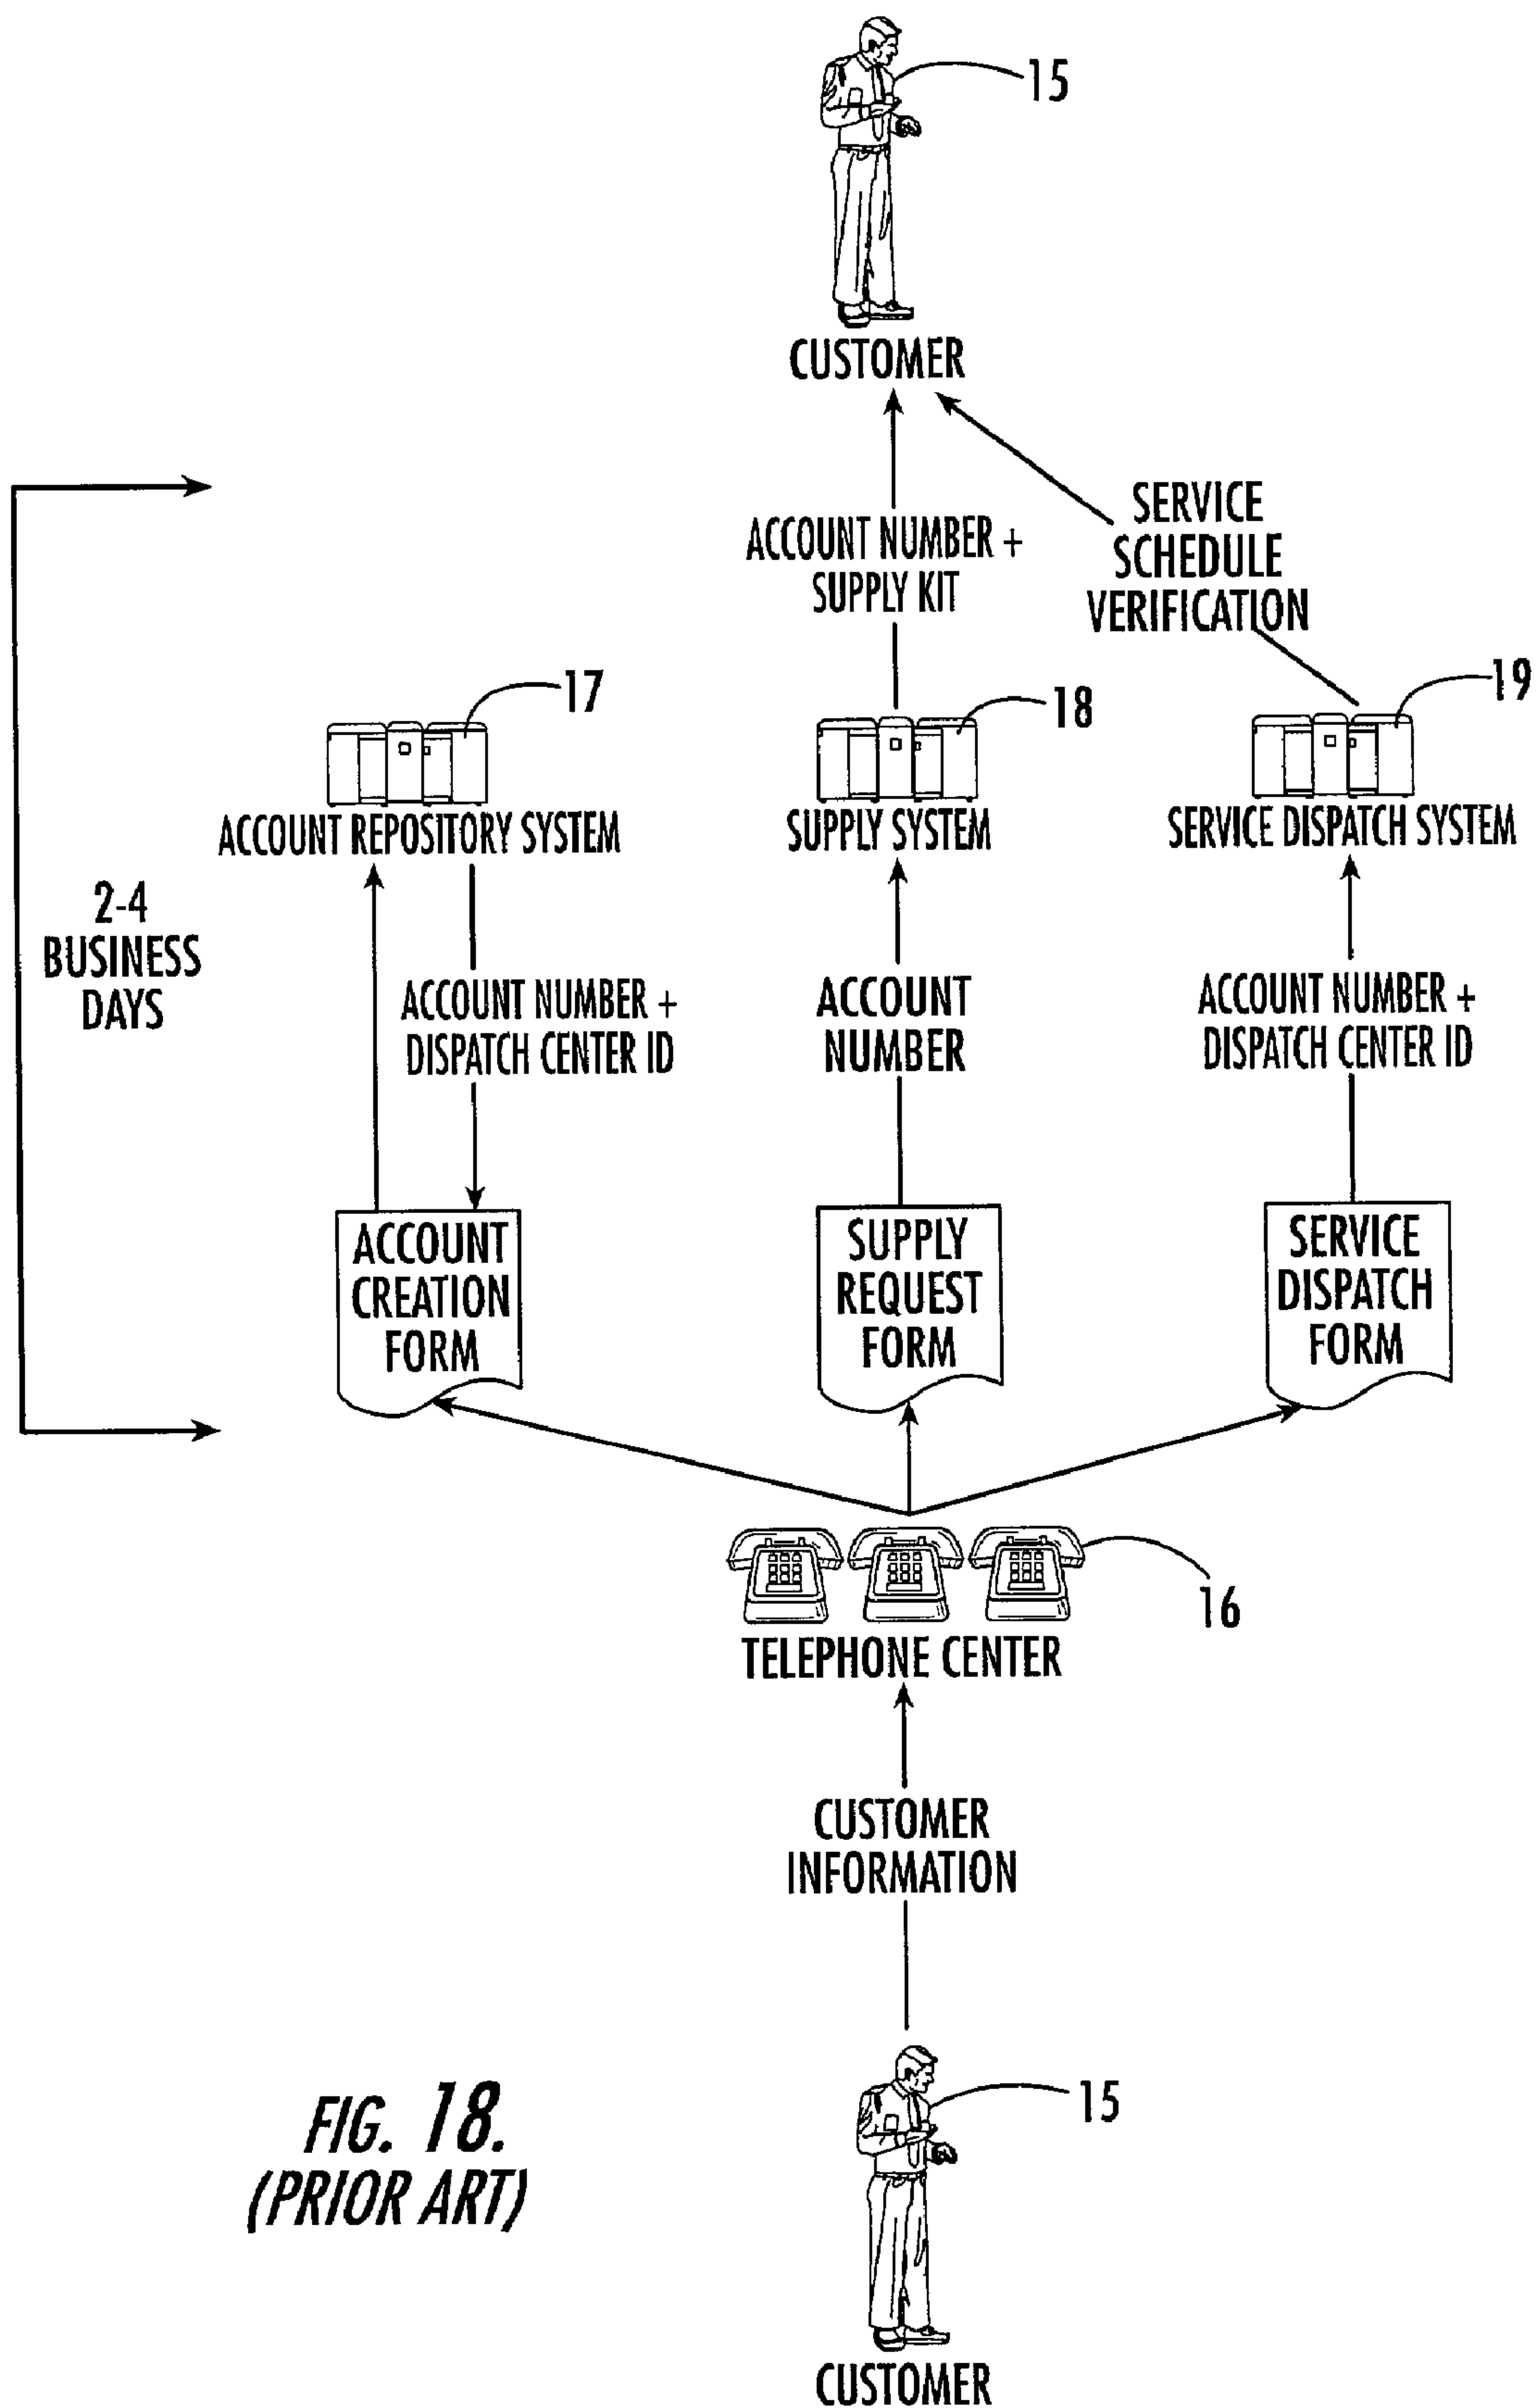 15
CUSTOMER
ACCOUNT NUMBER +
SUPPLY KIT
SERVICE
SCHEDULE
VERIFICATION
17
18
19
ACCOUNT REPOSITORY SYSTEM
SUPPLY SYSTEM
SERVICE DISPATCH SYSTEM
2-4
BUSINESS
DAYS
ACCOUNT NUMBER +
DISPATCH CENTER ID
ACCOUNT
NUMBER
ACCOUNT NUMBER +
DISPATCH CENTER ID
ACCOUNT
CREATION
FORM
SUPPLY
REQUEST
FORM
SERVICE
DISPATCH
FORM
16
TELEPHONE CENTER
CUSTOMER
INFORMATION
15
CUSTOMER
FIG. 18.
(PRIOR ART)